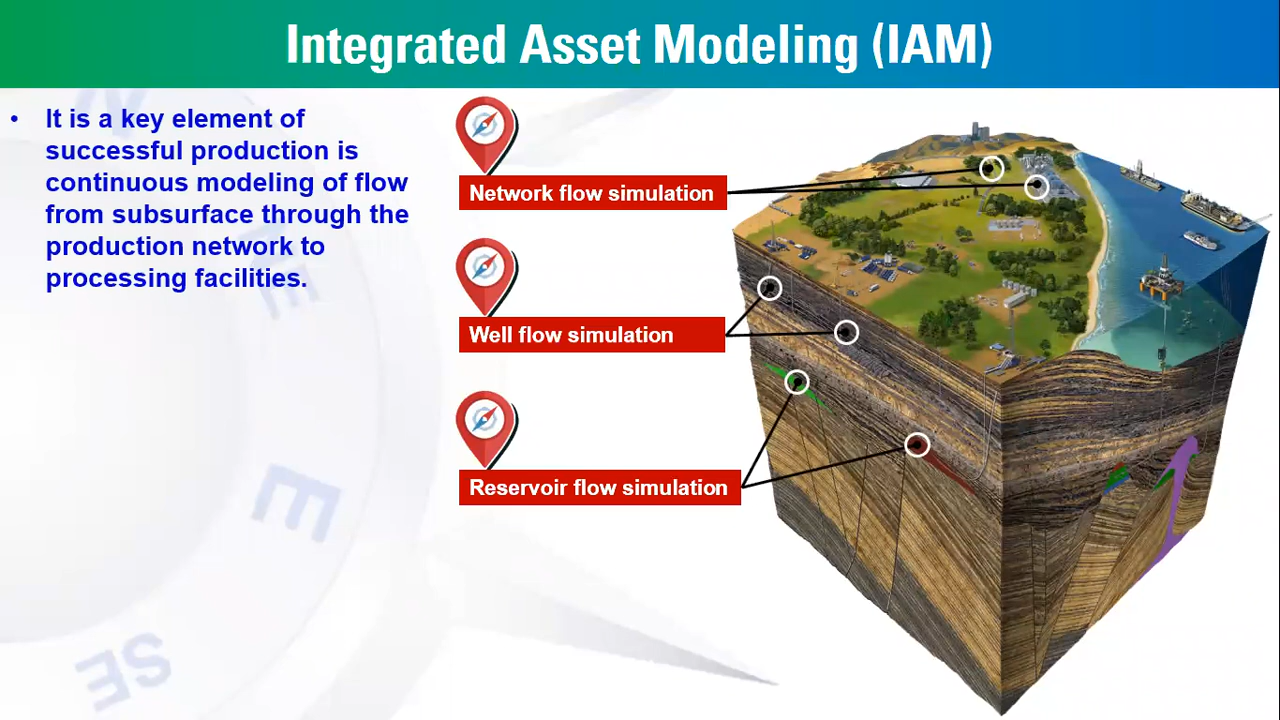 Integrated Asset Modeling (IAM)
• It is a key element of
successful production is
continuous modeling of flow
from subsurface through the
production network to
processing facilities.
Network flow simulation
Well flow simulation
Reservoir flow simulation
N
E
E
SE